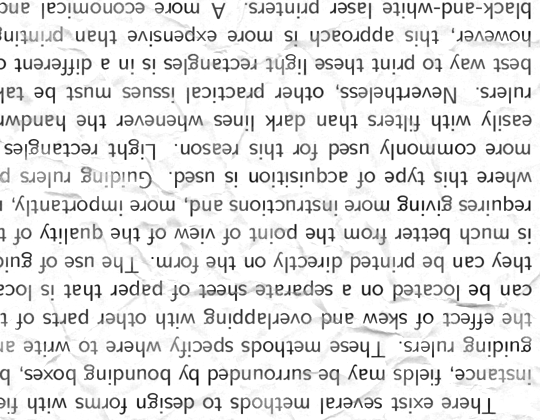 There exist several methods to design forms with fie
instance, fields may be surrounded by bounding boxes, b
guiding rulers. These methods specify where to write an
the effect of skew and overlapping with other parts of t
can be located on a separate sheet of paper that is loca
they can be printed directly on the form. The use of gui
is much better from the point of view of the quality of t
requires giving more instructions and, more importantly,
where this type of acquisition is used. Guiding rulers p
more commonly used for this reason. Light rectangles
easily with filters than dark lines whenever the handwr
rulers. Nevertheless, other practical issues must be tak
best way to print these light rectangles is in a different c
however, this approach is more expensive than printing
black-and-white laser printers. A more economical and